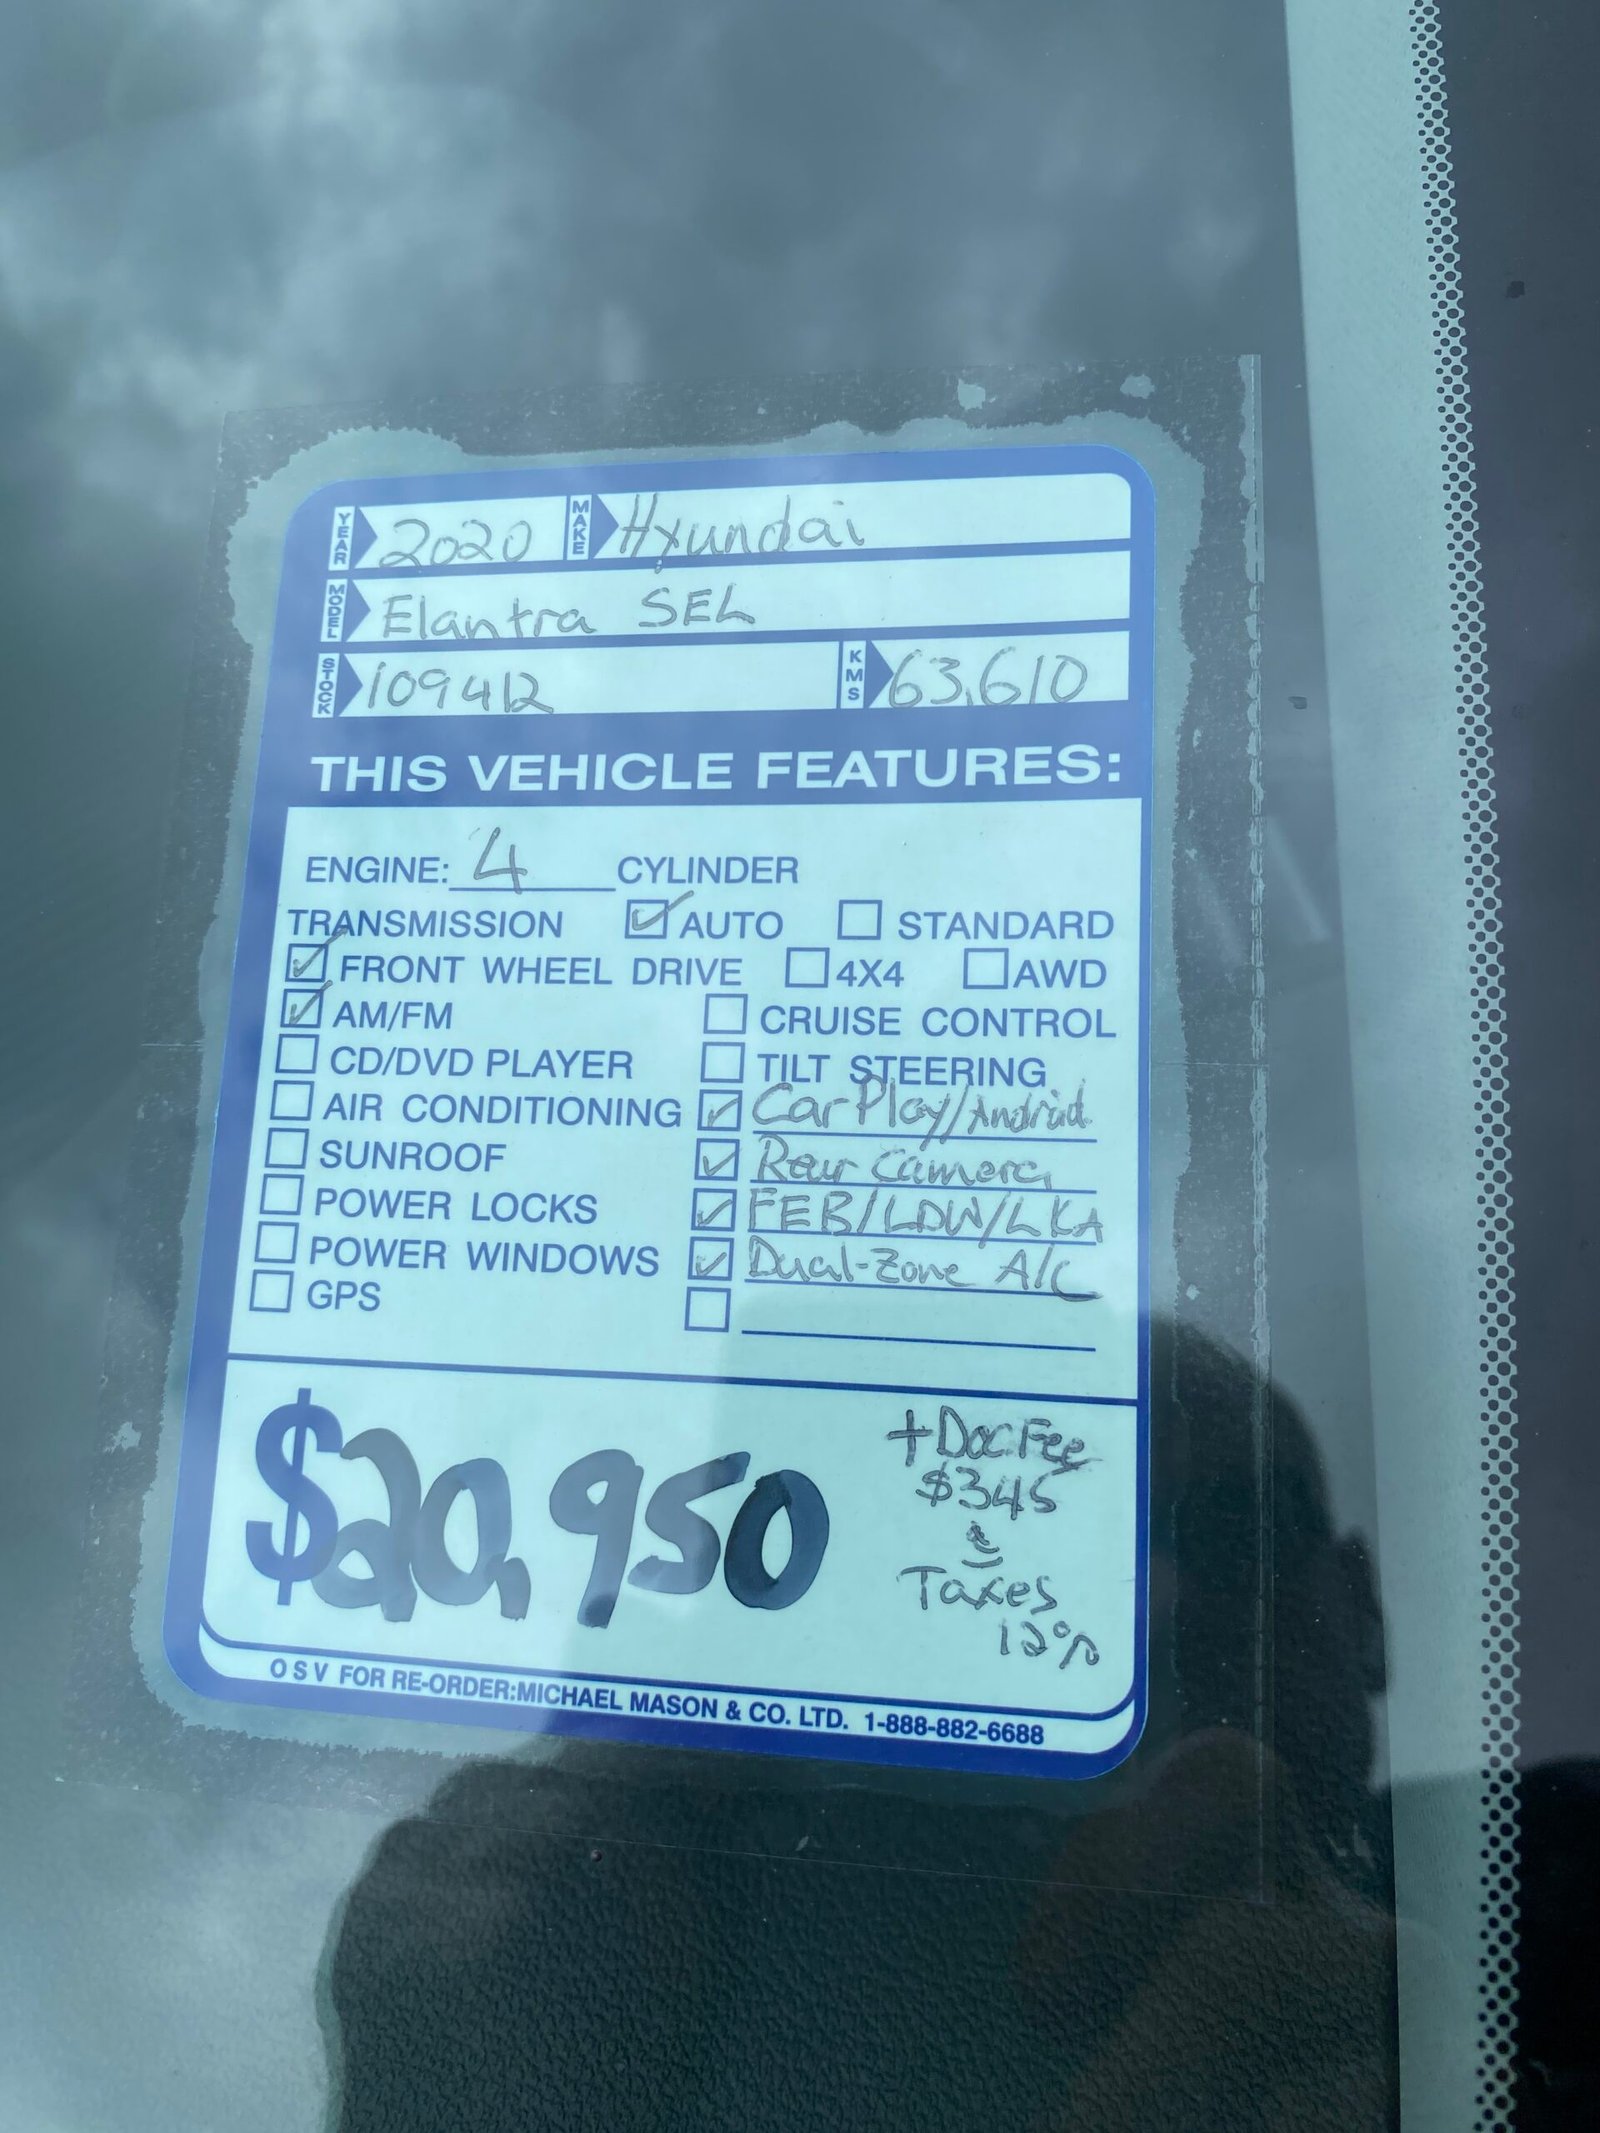 YEAR 2020 MAKE Hyundai
MODEL Elantra SEL
STOCK 109412 KMS 63,610
THIS VEHICLE FEATURES:
ENGINE: 4 CYLINDER
TRANSMISSION AUTO STANDARD
FRONT WHEEL DRIVE 4X4 AWD
AM/FM CRUISE CONTROL
CD/DVD PLAYER TILT STEERING
AIR CONDITIONING CarPlay/Android
SUNROOF Rear Camera
POWER LOCKS FEB/LDW/LKA
POWER WINDOWS Dual-Zone A/C
GPS
$20,950
+Doc Fee
$345
&
Taxes
12%
OSV FOR RE-ORDER:MICHAEL MASON & CO. LTD. 1-888-882-6688